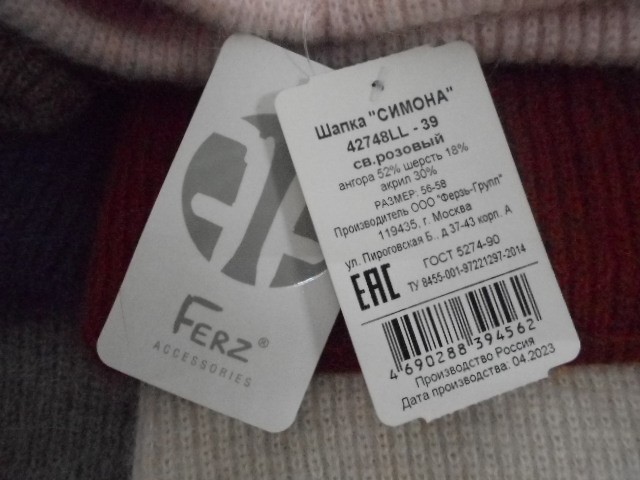 Шапка "СИМОНА"
42748LL - 39
св.розовый
ангора 52% шерсть 18%
акрил 30%
РАЗМЕР: 56-58
Производитель ООО "Ферзь-Групп"
119435, г. Москва
ул. Пироговская Б., д 37-43 корп. А
ГОСТ 5274-90
ЕАС
ТУ 8455-001-97221297-2014
4 690288 394562
Производство Россия
Дата производства: 04.2023
FERZ®
ACCESSORIES